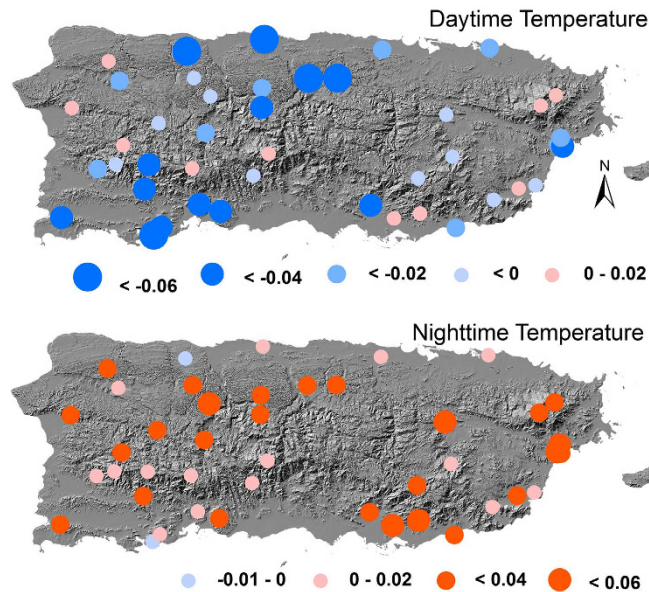 Daytime Temperature
N
< -0.06
< -0.04
< -0.02
< 0
0 - 0.02
Nighttime Temperature
-0.01 - 0
0 - 0.02
< 0.04
< 0.06